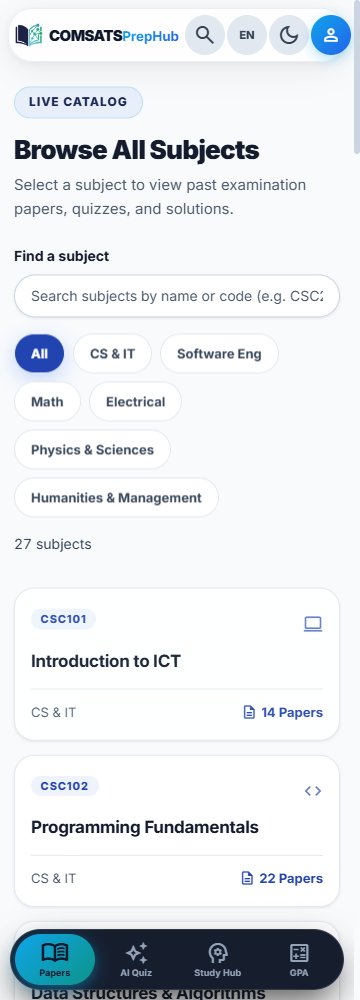 COMSATSPrepHub
EN
LIVE CATALOG
Browse All Subjects
Select a subject to view past examination
papers, quizzes, and solutions.
Find a subject
Search subjects by name or code (e.g. CSC2
All
CS & IT
Software Eng
Math
Electrical
Physics & Sciences
Humanities & Management
27 subjects
CSC101
Introduction to ICT
CS & IT
14 Papers
CSC102
Programming Fundamentals
CS & IT
22 Papers
Data Structures & Algorithms
Papers
AI Quiz
Study Hub
GPA